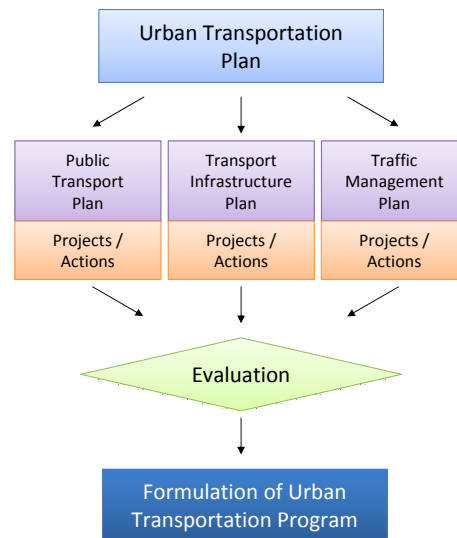 Urban Transportation
Plan
Public
Transport
Plan
Projects /
Actions
Transport
Infrastructure
Plan
Projects /
Actions
Traffic
Management
Plan
Projects /
Actions
Evaluation
Formulation of Urban
Transportation Program